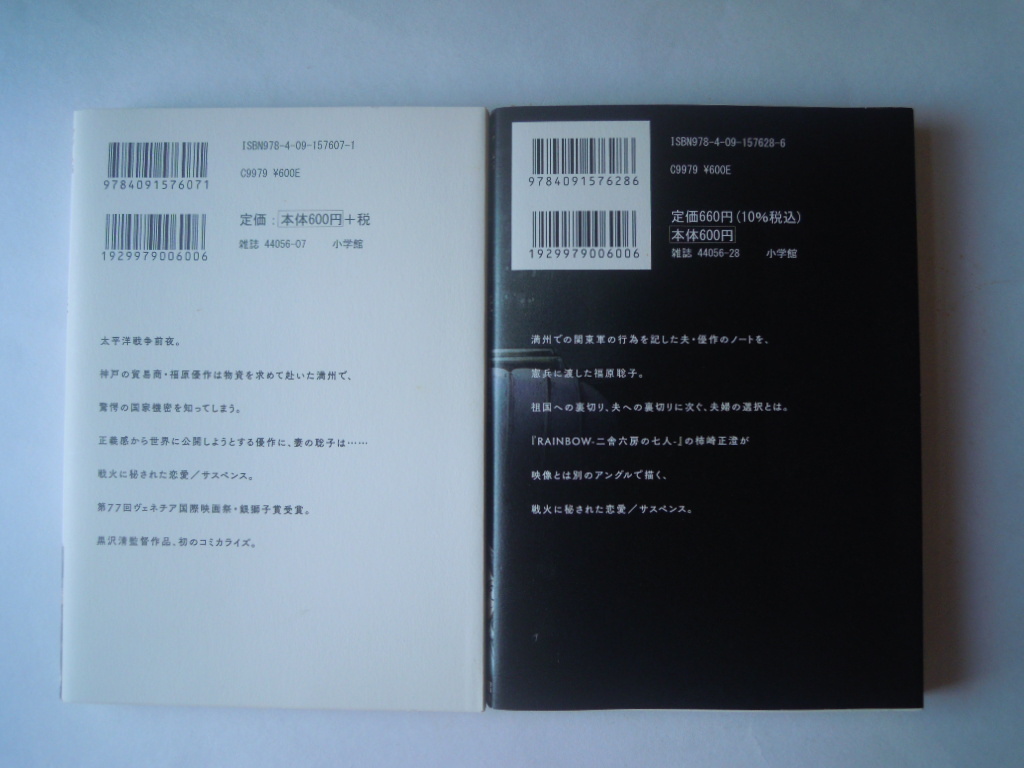 ISBN978-4-09-157607-1
9784091576071
C9979 ¥600E
定価：本体600円+税
1929979006006
雑誌 44056-07 小学館
太平洋戦争前夜。
神戸の貿易商・福原優作は物資を求めて赴いた満州で、
驚愕の国家機密を知ってしまう。
正義感から世界に公開しようとする優作に、妻の聡子は……
戦火に秘された恋愛／サスペンス。
第77回ヴェネチア国際映画祭・銀獅子賞受賞。
黒沢清監督作品、初のコミカライズ。
ISBN978-4-09-157628-6
9784091576286
C9979 ¥600E
定価660円(10%税込)
本体600円
1929979006006
雑誌 44056-28 小学館
満州での関東軍の行為を記した夫・優作のノートを、
憲兵に渡した福原聡子。
祖国への裏切り、夫への裏切りに次ぐ、夫婦の選択とは。
『RAINBOW-二舎六房の七人-』の柿崎正澄が
映像とは別のアングルで描く、
戦火に秘された恋愛／サスペンス。